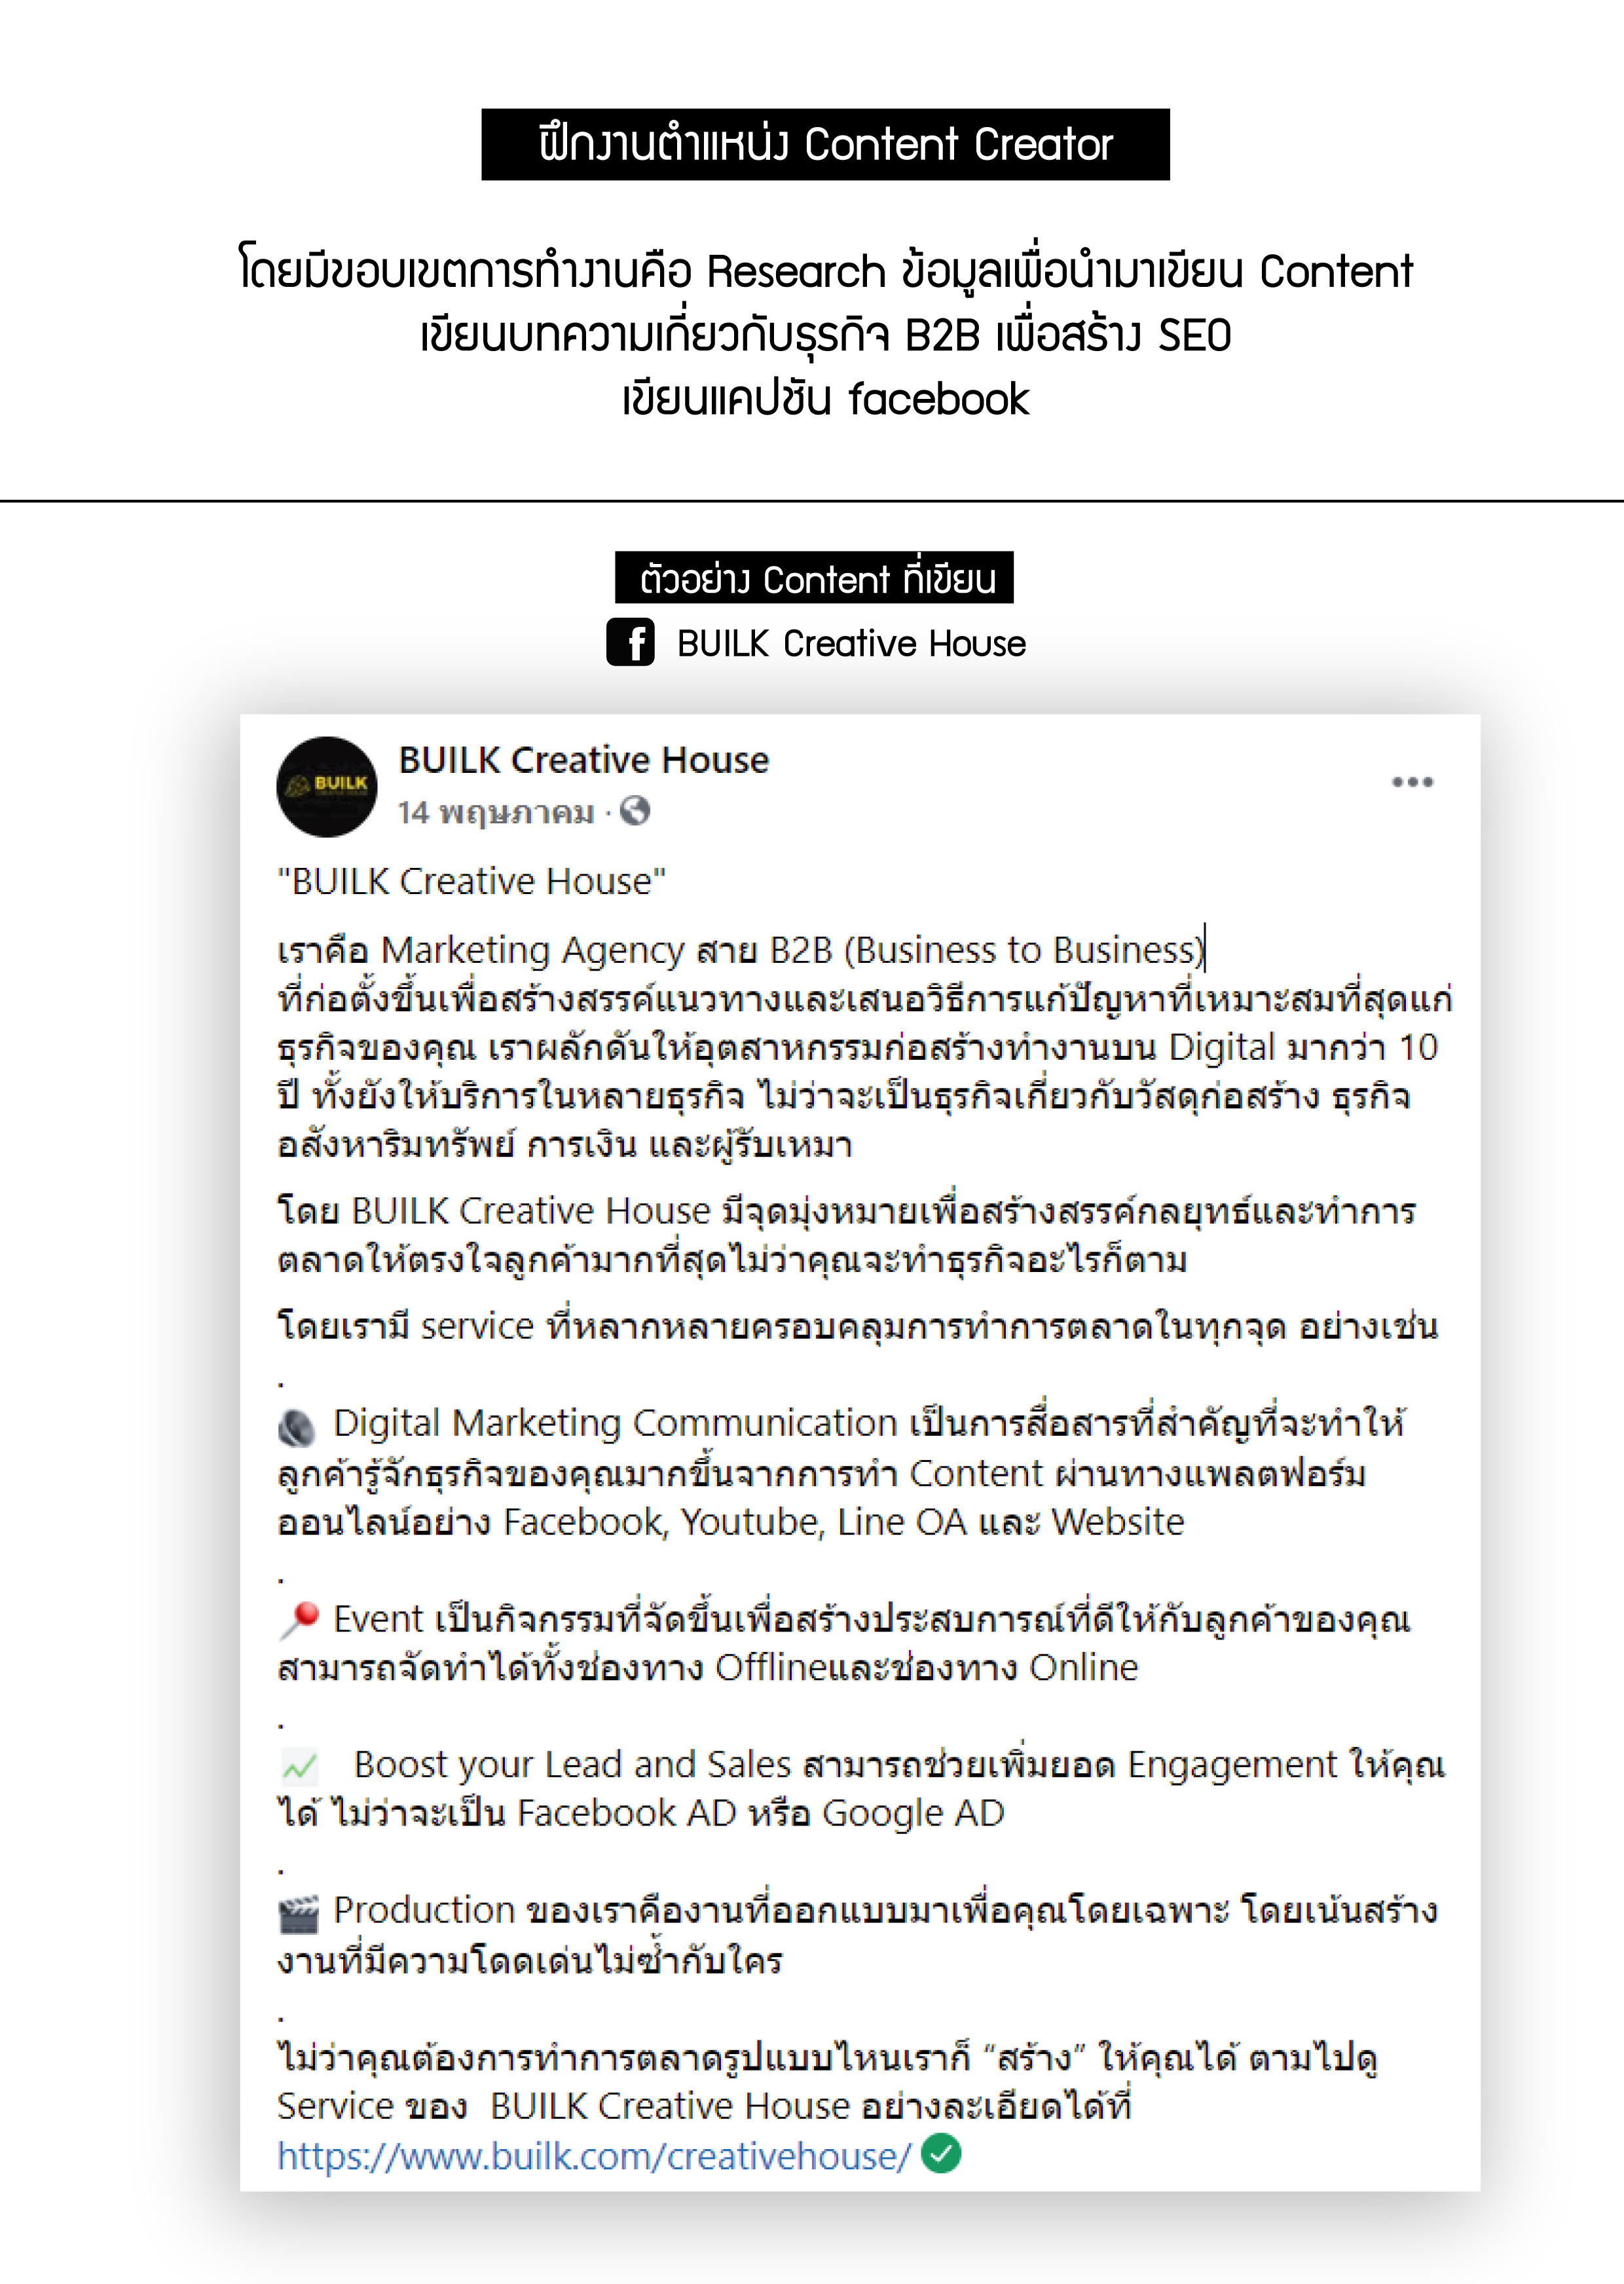 ฝึกงานตำแหน่ง Content Creator
โดยมีขอบเขตการทำงานคือ Research ข้อมูลเพื่อนำมาเขียน Content
เขียนบทความเกี่ยวกับธุรกิจ B2B เพื่อสร้าง SEO
เขียนแคปชัน facebook
ตัวอย่าง Content ที่เขียน
f BUILK Creative House
BUILK
BUILK Creative House
14 พฤษภาคม ·
"BUILK Creative House"
เราคือ Marketing Agency สาย B2B (Business to Business)
ที่ก่อตั้งขึ้นเพื่อสร้างสรรค์แนวทางและเสนอวิธีการแก้ปัญหาที่เหมาะสมที่สุดแก่
ธุรกิจของคุณ เราผลักดันให้อุตสาหกรรมก่อสร้างทำงานบน Digital มากว่า 10
ปี ทั้งยังให้บริการในหลายธุรกิจ ไม่ว่าจะเป็นธุรกิจเกี่ยวกับวัสดุก่อสร้าง ธุรกิจ
อสังหาริมทรัพย์ การเงิน และผู้รับเหมา
โดย BUILK Creative House มีจุดมุ่งหมายเพื่อสร้างสรรค์กลยุทธ์และทำการ
ตลาดให้ตรงใจลูกค้ามากที่สุดไม่ว่าคุณจะทำธุรกิจอะไรก็ตาม
โดยเรามี service ที่หลากหลายครอบคลุมการทำการตลาดในทุกจุด อย่างเช่น
.
🔊 Digital Marketing Communication เป็นการสื่อสารที่สำคัญที่จะทำให้
ลูกค้ารู้จักธุรกิจของคุณมากขึ้นจากการทำ Content ผ่านทางแพลตฟอร์ม
ออนไลน์อย่าง Facebook, Youtube, Line OA และ Website
.
📍 Event เป็นกิจกรรมที่จัดขึ้นเพื่อสร้างประสบการณ์ที่ดีให้กับลูกค้าของคุณ
สามารถจัดทำได้ทั้งช่องทาง Offlineและช่องทาง Online
.
📈 Boost your Lead and Sales สามารถช่วยเพิ่มยอด Engagement ให้คุณ
ได้ ไม่ว่าจะเป็น Facebook AD หรือ Google AD
.
🎬 Production ของเราคืองานที่ออกแบบมาเพื่อคุณโดยเฉพาะ โดยเน้นสร้าง
งานที่มีความโดดเด่นไม่ซ้ำกับใคร
.
ไม่ว่าคุณต้องการทำการตลาดรูปแบบไหนเราก็ “สร้าง” ให้คุณได้ ตามไปดู
Service ของ BUILK Creative House อย่างละเอียดได้ที่
https://www.builk.com/creativehouse/